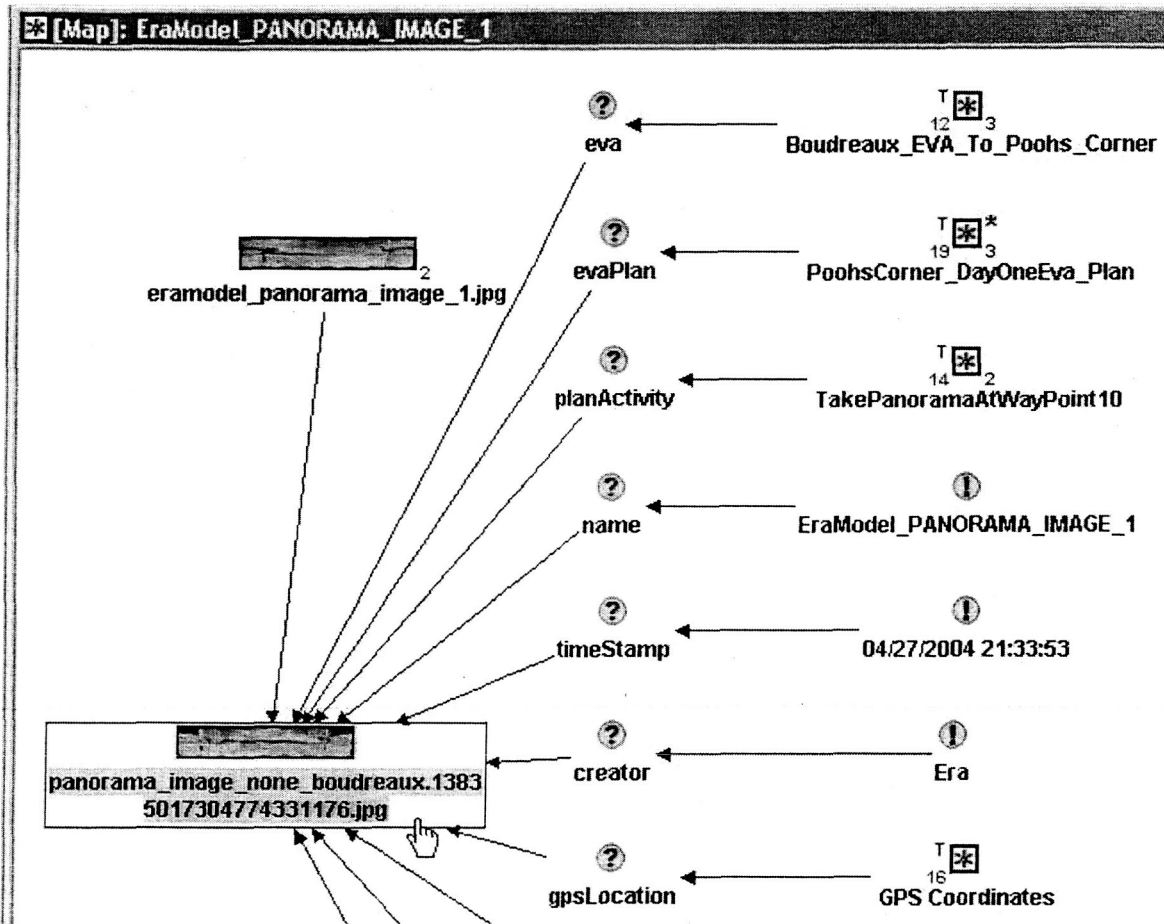 [Map]: EraModel_PANORAMA_IMAGE_1
?
eva
T
12
*
3
Boudreaux_EVA_To_Poohs_Corner
2
eramodel_panorama_image_1.jpg
?
evaPlan
T
19
*
*
3
PoohsCorner_DayOneEva_Plan
?
planActivity
T
14
*
2
TakePanoramaAtWayPoint10
?
name
!
EraModel_PANORAMA_IMAGE_1
?
timeStamp
!
04/27/2004 21:33:53
panorama_image_none_boudreaux.1383
5017304774331176.jpg
?
creator
!
Era
?
gpsLocation
T
16
*
GPS Coordinates